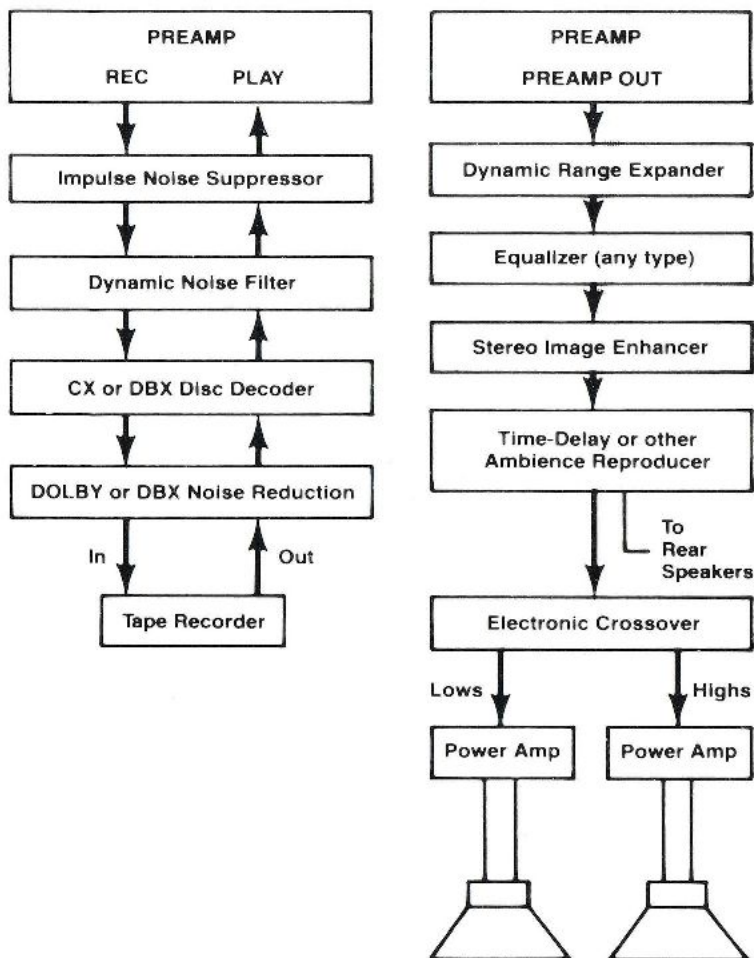 PREAMP
REC PLAY
Impulse Noise Suppressor
Dynamic Noise Filter
CX or DBX Disc Decoder
DOLBY or DBX Noise Reduction
In Out
Tape Recorder
PREAMP
PREAMP OUT
Dynamic Range Expander
Equalizer (any type)
Stereo Image Enhancer
Time-Delay or other
Ambience Reproducer
To
Rear
Speakers
Electronic Crossover
Lows Highs
Power Amp Power Amp